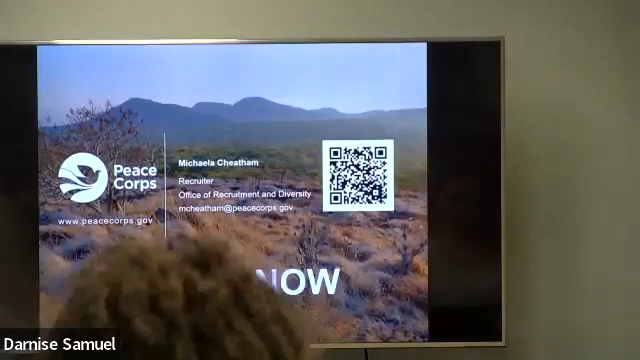 Peace
Corps
www.peacecorps.gov
Michaela Cheatham
Recruiter
Office of Recruitment and Diversity
mcheatham@peacecorps.gov
NOW
Darnise Samuel